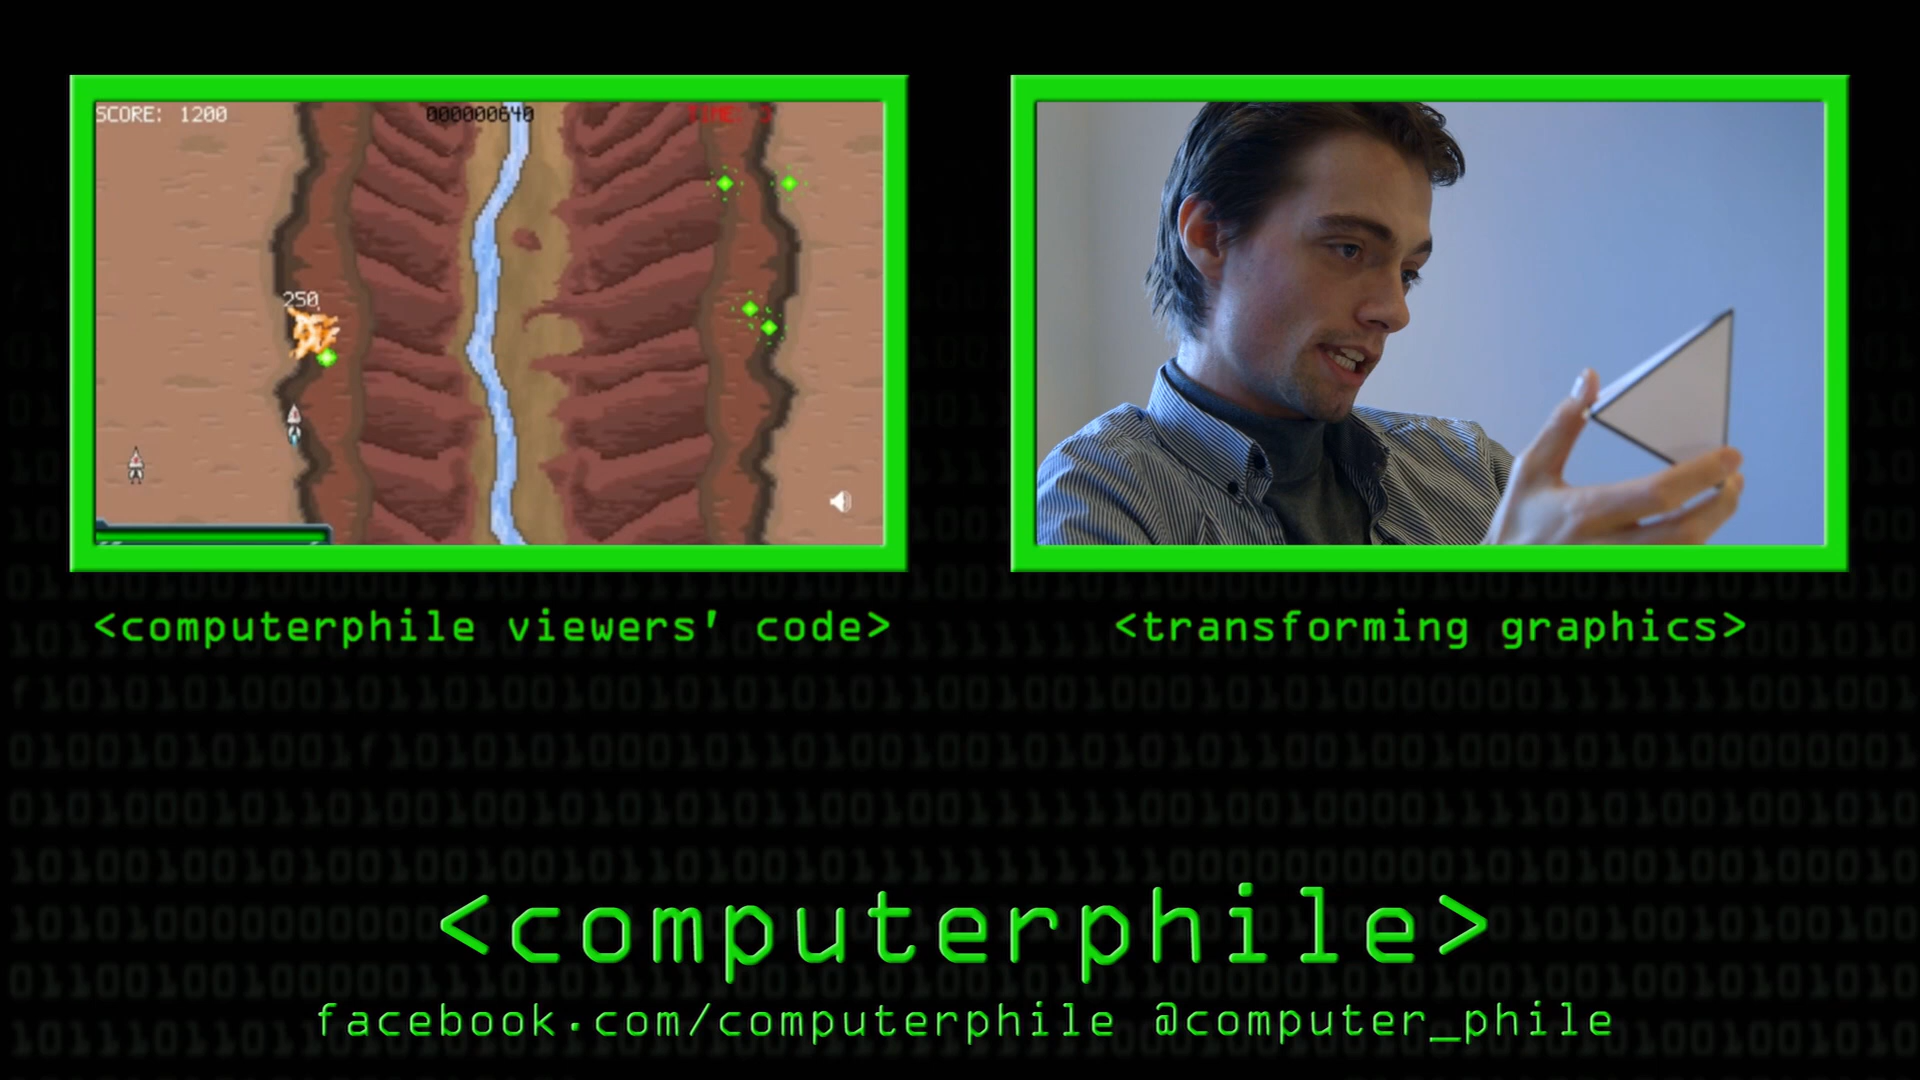 SCORE: 1200
000000640
250
<computerphile viewers' code>
<transforming graphics>
<computerphile>
facebook.com/computerphile @computer_phile